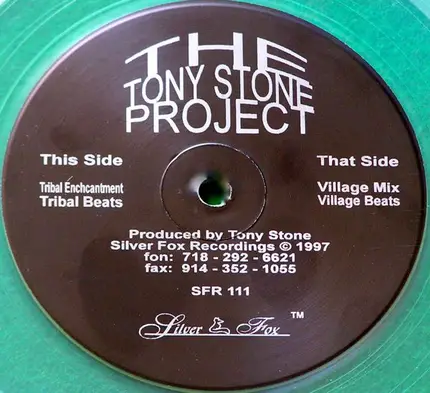 THE
TONY STONE
PROJECT
This Side
Tribal Enchcantment
Tribal Beats
That Side
Village Mix
Village Beats
Produced by Tony Stone
Silver Fox Recordings © 1997
fon: 718 - 292 - 6621
fax: 914 - 352 - 1055
SFR 111
Silver Fox ™